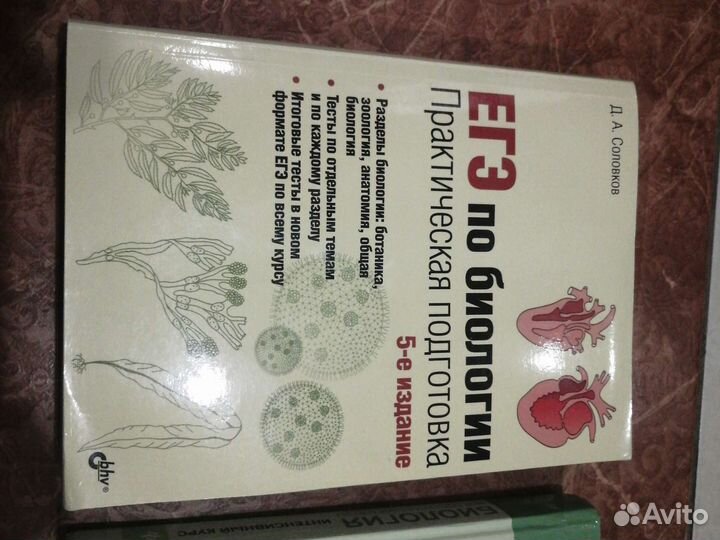 Д. А. Соловков
ЕГЭ по биологии
Практическая подготовка
5-е издание
• Разделы биологии: ботаника,
зоология, анатомия, общая
биология
• Тесты по отдельным темам
и по каждому разделу
• Итоговые тесты в новом
формате ЕГЭ по всему курсу
bhv®
БИОЛОГИЯ
ИНТЕНСИВНЫЙ КУРС
Avito